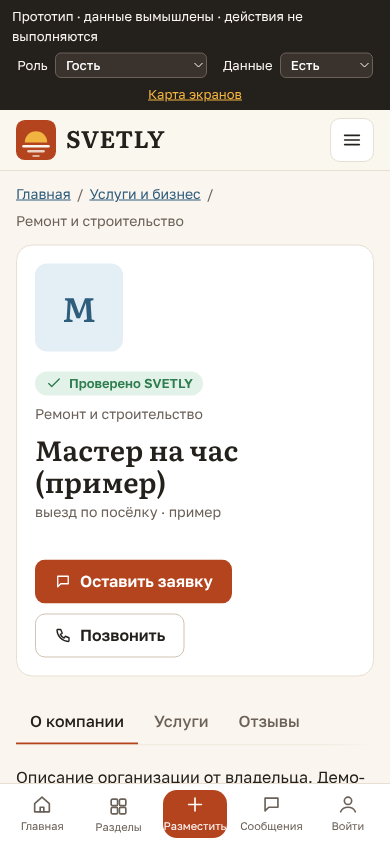 Прототип · данные вымышлены · действия не
выполняются
Роль Гость Данные Есть
Карта экранов
SVETLY
Главная / Услуги и бизнес /
Ремонт и строительство
М
Проверено SVETLY
Ремонт и строительство
Мастер на час
(пример)
выезд по посёлку · пример
Оставить заявку
Позвонить
О компании Услуги Отзывы
Описание организации от владельца. Демо-
Главная Разделы Разместить Сообщения Войти